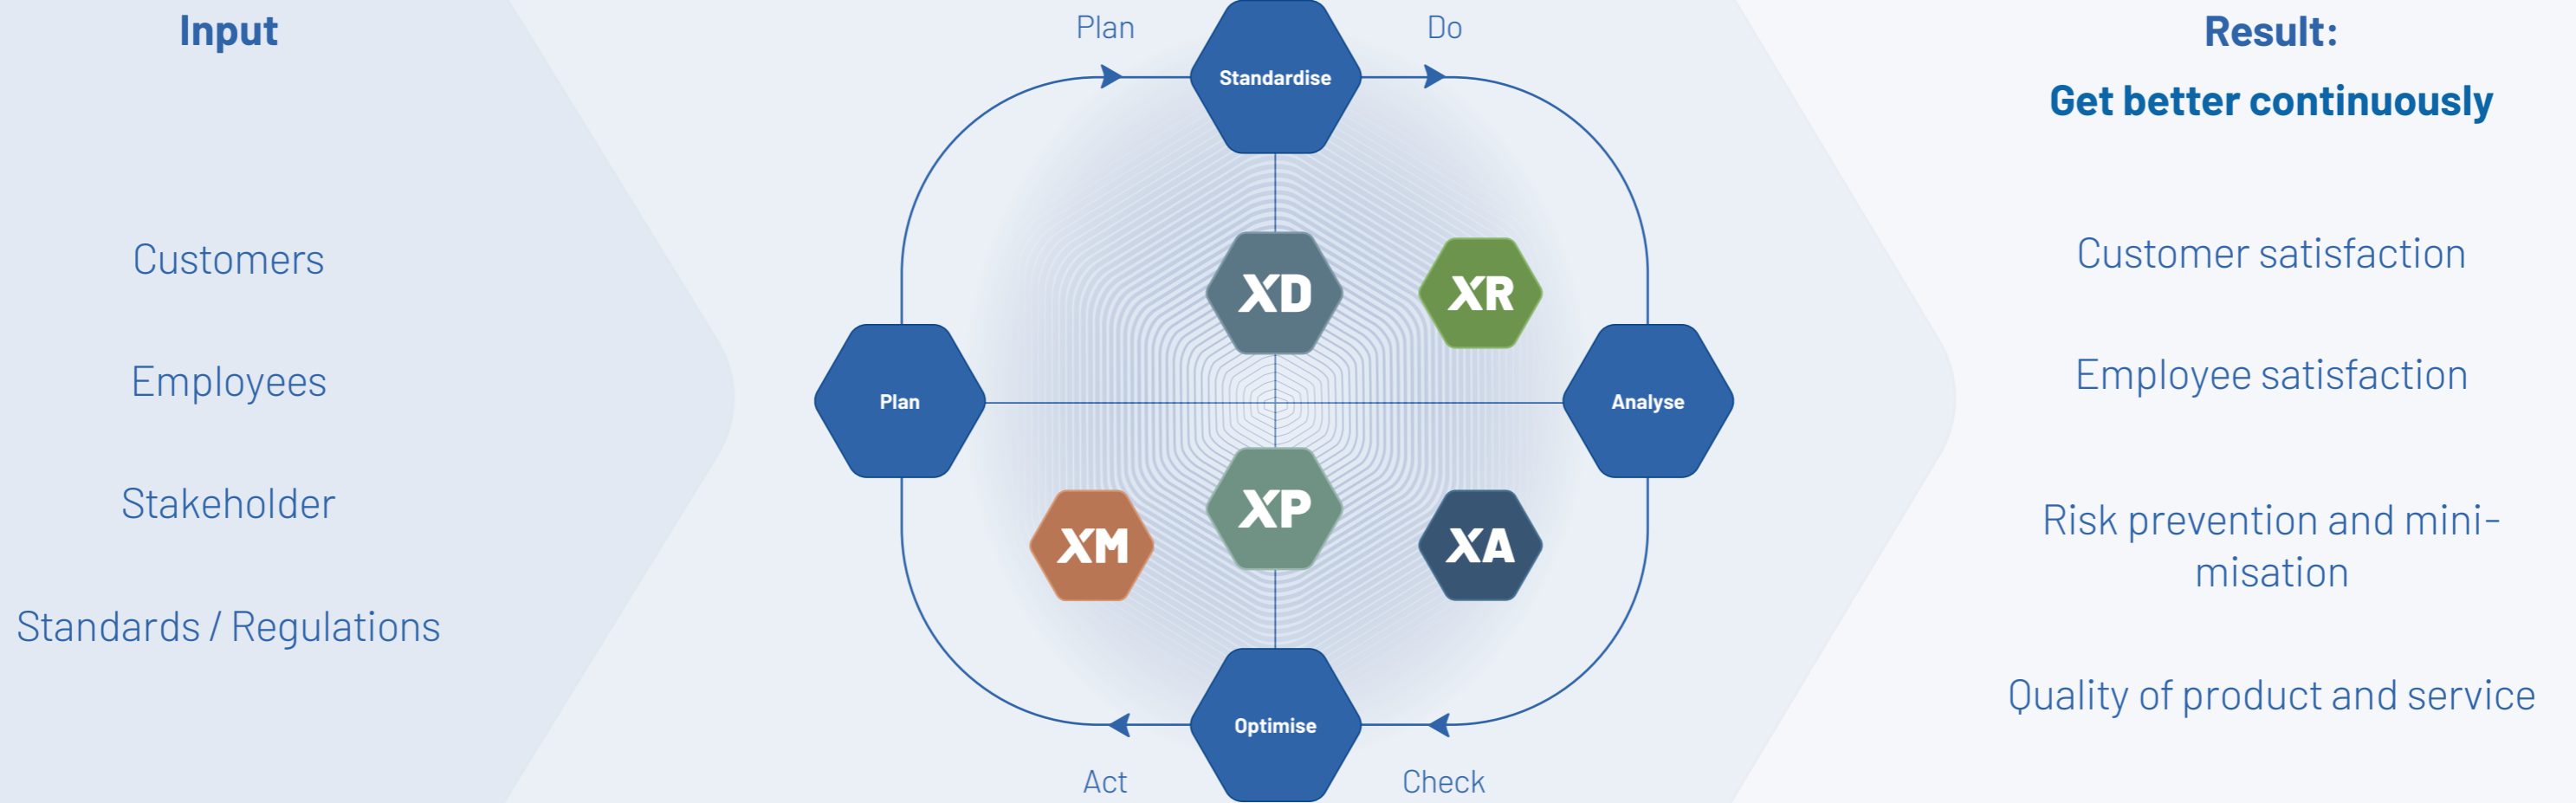 Input
Customers
Employees
Stakeholder
Standards / Regulations
Plan
Do
Standardise
XD
XR
Plan
Analyse
XM
XP
XA
Optimise
Act
Check
Result:
Get better continuously
Customer satisfaction
Employee satisfaction
Risk prevention and mini-
misation
Quality of product and service